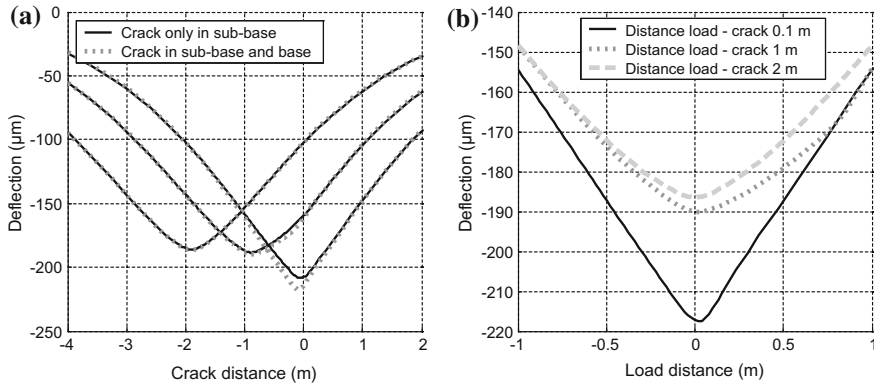 (a)
0
-50
-100
-150
-200
-250
Deflection (µm)
Crack only in sub-base
Crack in sub-base and base
-4
-3
-2
-1
0
1
2
Crack distance (m)
(b)
-140
-150
-160
-170
-180
-190
-200
-210
-220
Deflection (µm)
Distance load - crack 0.1 m
Distance load - crack 1 m
Distance load - crack 2 m
-1
-0.5
0
0.5
1
Load distance (m)